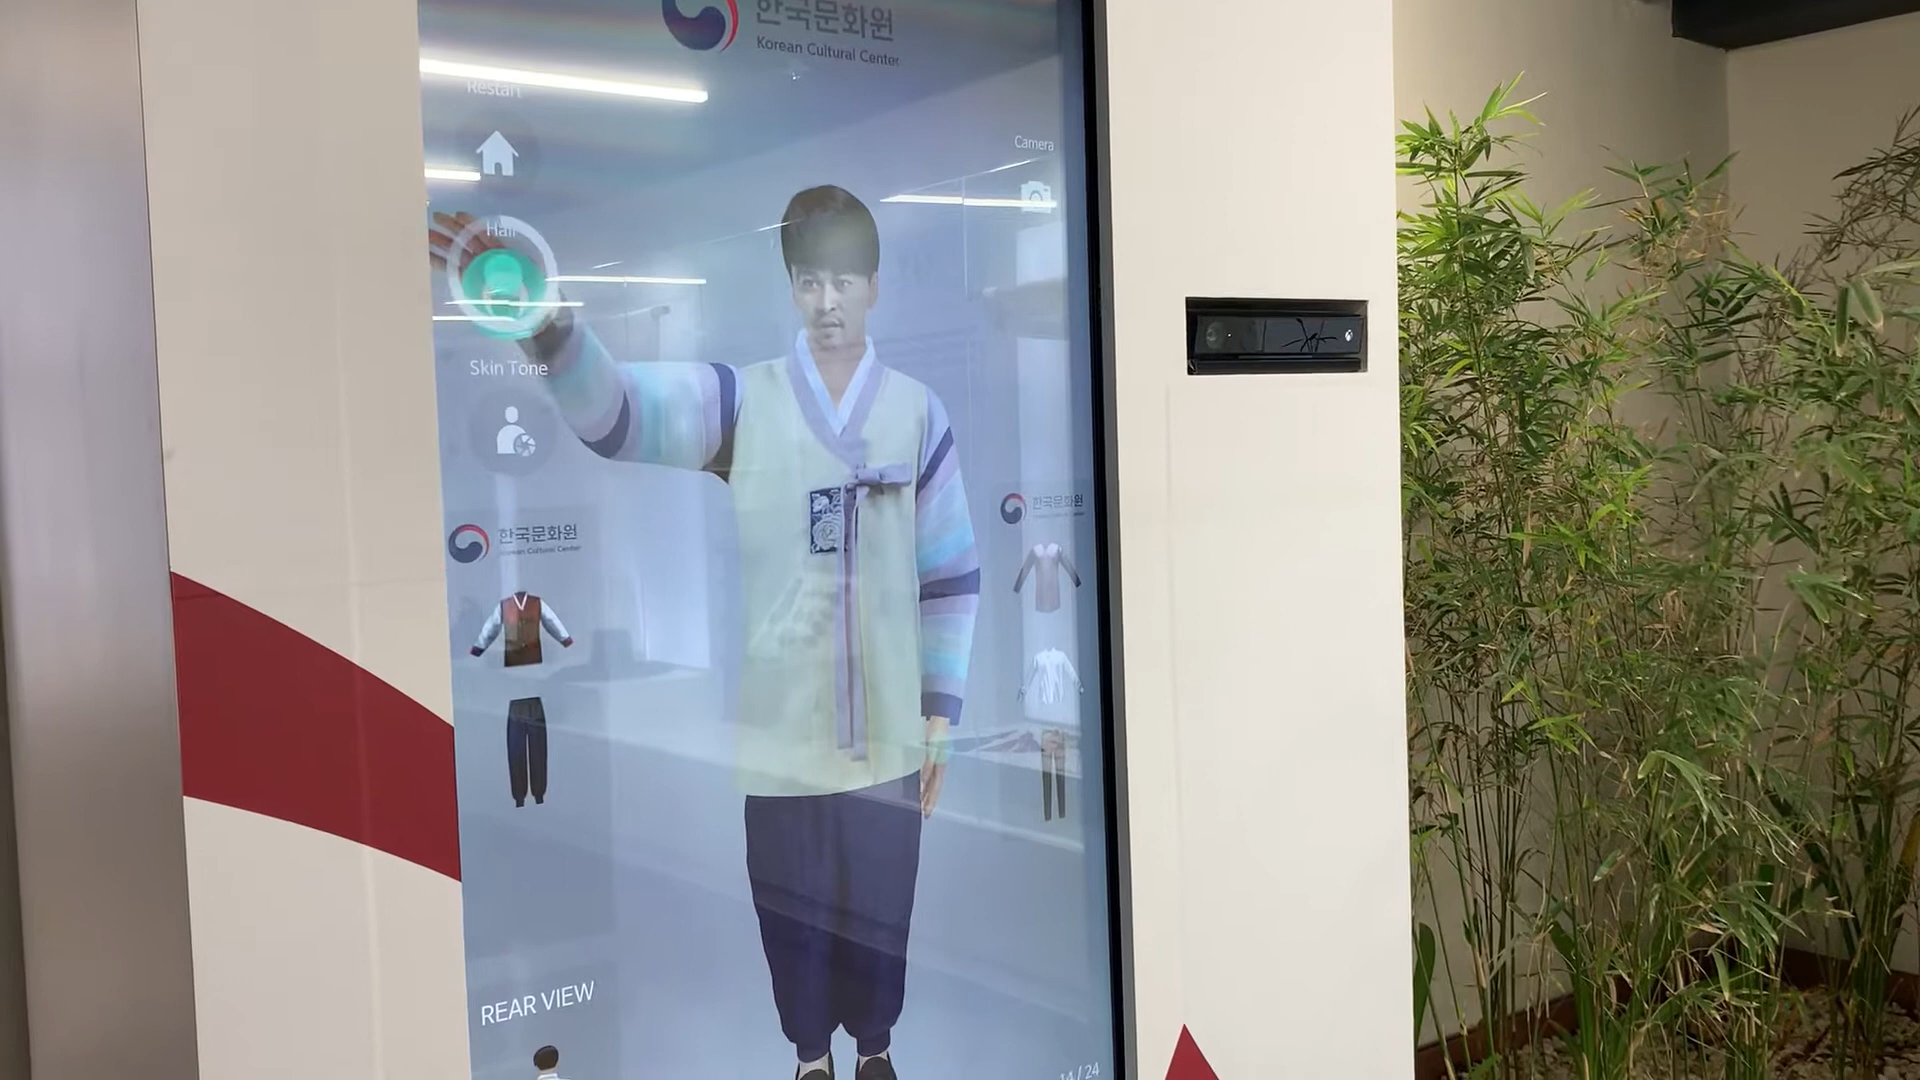 한국문화원
Korean Cultural Center
Restart
Camera
Hair
Skin Tone
한국문화원
Korean Cultural Center
한국문화원
REAR VIEW
14/24